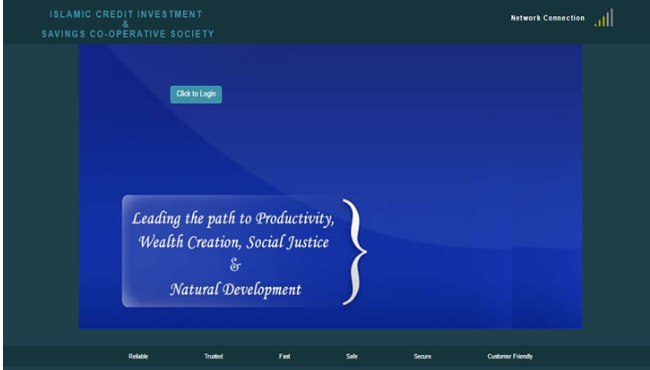 ISLAMIC CREDIT INVESTMENT
&
SAVINGS CO-OPERATIVE SOCIETY
Network Connection
Click to Login
Leading the path to Productivity,
Wealth Creation, Social Justice
&
Natural Development
Reliable Trusted Fast Safe Secure Customer Friendly